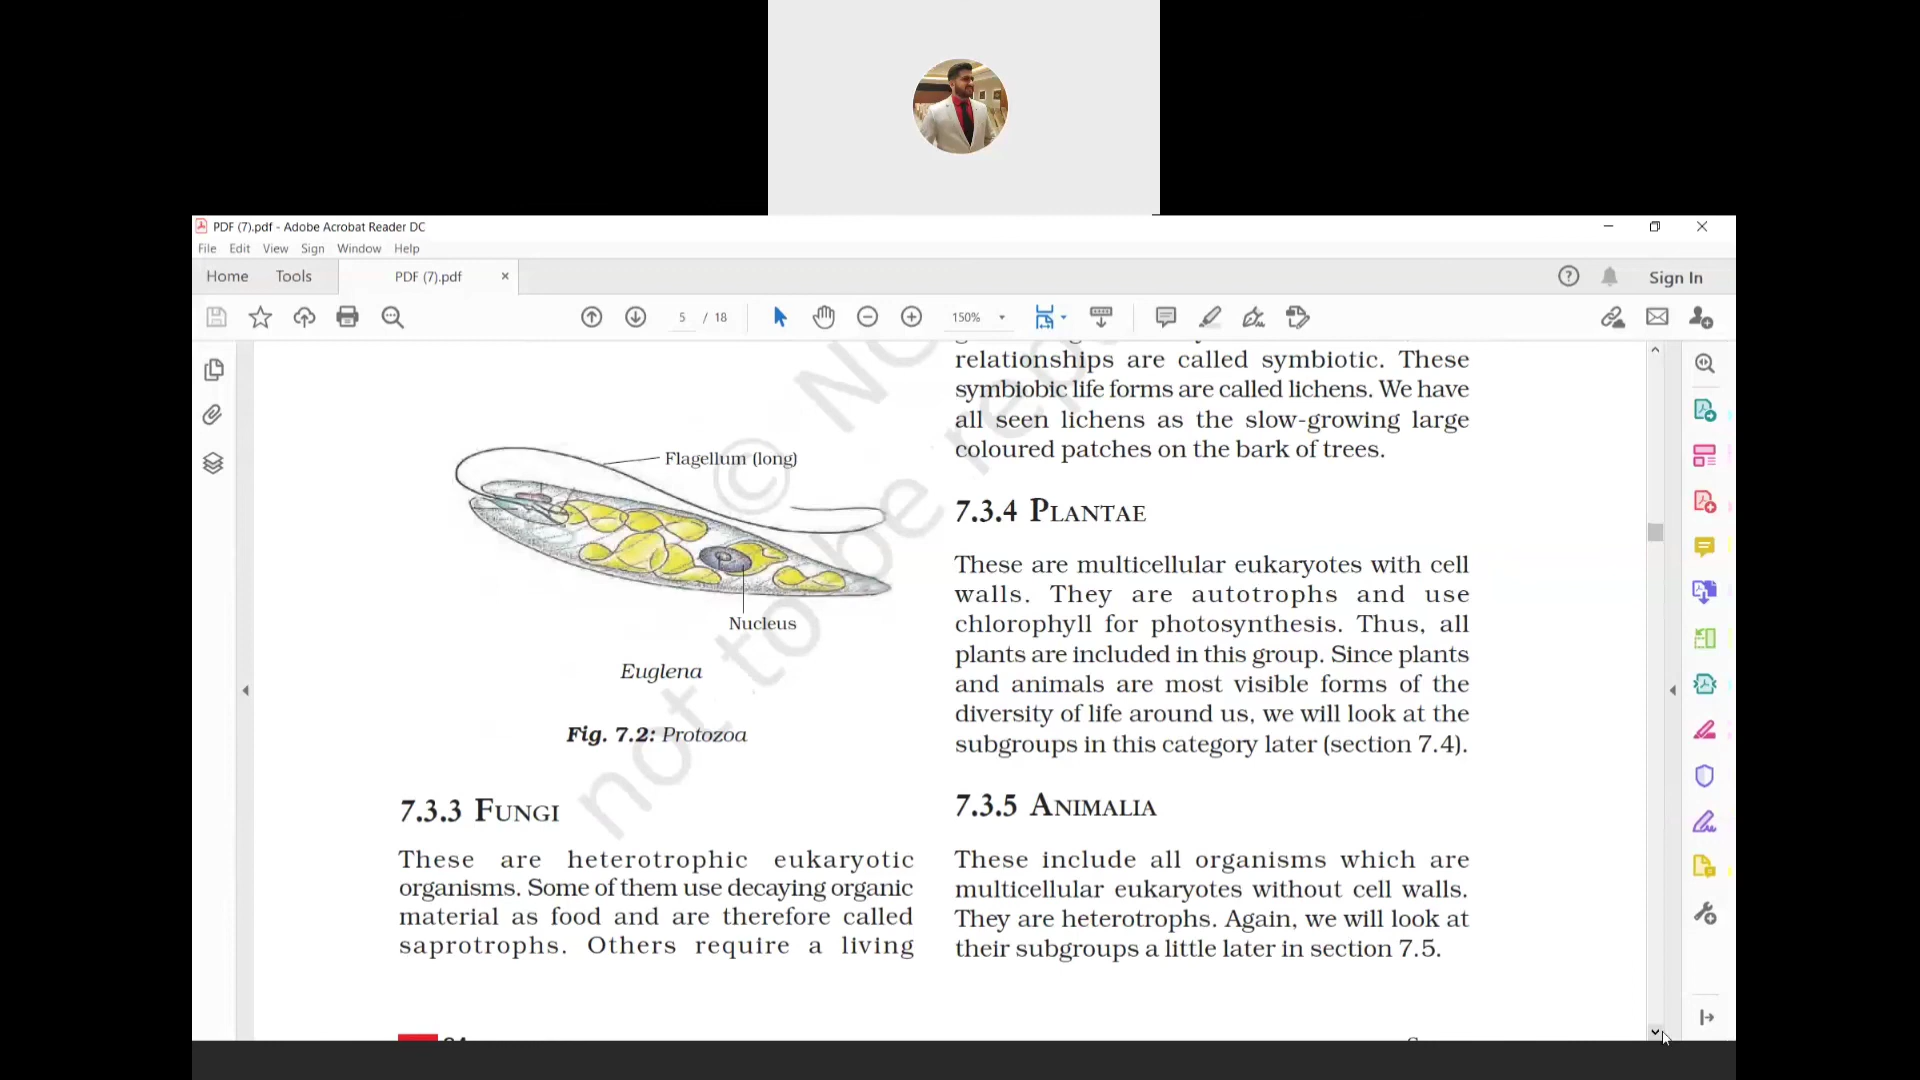 PDF (7).pdf - Adobe Acrobat Reader DC
File Edit View Sign Window Help
Home Tools PDF (7).pdf × Sign In
5 / 18 150%
Flagellum (long)
Nucleus
Euglena
Fig. 7.2: Protozoa
7.3.3 FUNGI
These are heterotrophic eukaryotic
organisms. Some of them use decaying organic
material as food and are therefore called
saprotrophs. Others require a living
relationships are called symbiotic. These
symbiobic life forms are called lichens. We have
all seen lichens as the slow-growing large
coloured patches on the bark of trees.
7.3.4 PLANTAE
These are multicellular eukaryotes with cell
walls. They are autotrophs and use
chlorophyll for photosynthesis. Thus, all
plants are included in this group. Since plants
and animals are most visible forms of the
diversity of life around us, we will look at the
subgroups in this category later (section 7.4).
7.3.5 ANIMALIA
These include all organisms which are
multicellular eukaryotes without cell walls.
They are heterotrophs. Again, we will look at
their subgroups a little later in section 7.5.
not to be